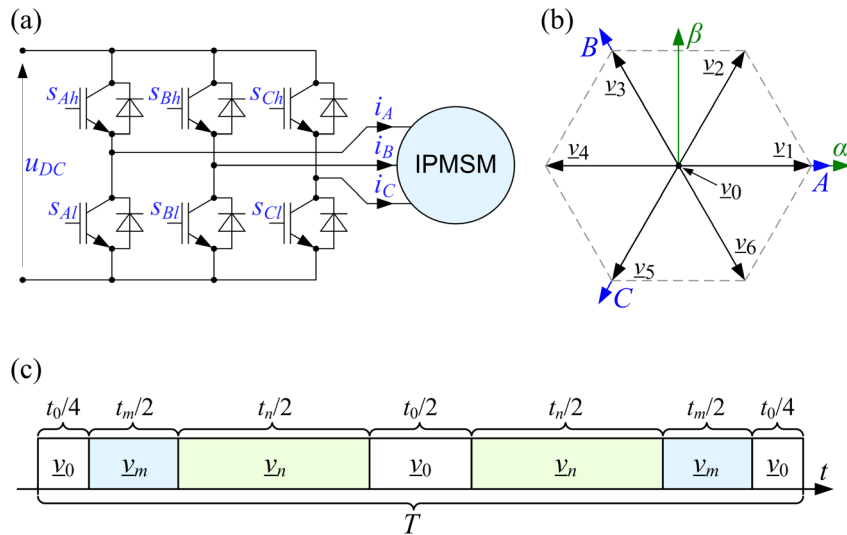 (a)
s_Ah s_Bh s_Ch
i_A
u_DC
i_B
IPMSM
i_C
s_Al s_Bl s_Cl
(b)
B β
v_3 v_2
v_4 v_1 α
A
v_0
v_5 v_6
C
(c)
t_0/4 t_m/2 t_n/2 t_0/2 t_n/2 t_m/2 t_0/4
v_0 v_m v_n v_0 v_n v_m v_0 t
T